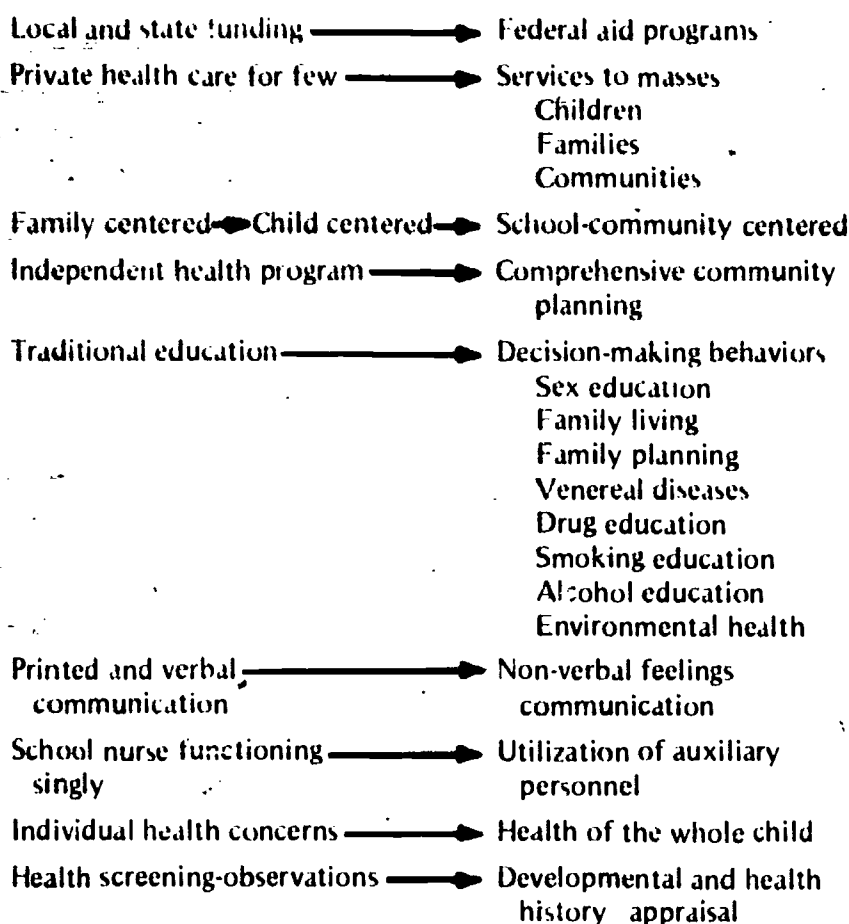 Local and state funding → Federal aid programs
Private health care for few → Services to masses
Children
Families
Communities
Family centered → Child centered → School-community centered
Independent health program → Comprehensive community
planning
Traditional education → Decision-making behaviors
Sex education
Family living
Family planning
Venereal diseases
Drug education
Smoking education
Alcohol education
Environmental health
Printed and verbal → Non-verbal feelings
communication communication
School nurse functioning → Utilization of auxiliary
singly personnel
Individual health concerns → Health of the whole child
Health screening-observations → Developmental and health
history appraisal